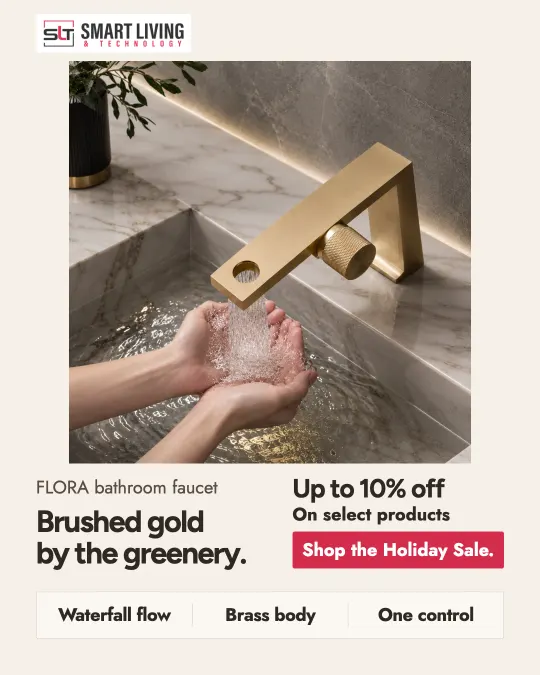 SLT SMART LIVING
& TECHNOLOGY
FLORA bathroom faucet
Brushed gold
by the greenery.
Up to 10% off
On select products
Shop the Holiday Sale.
Waterfall flow
Brass body
One control